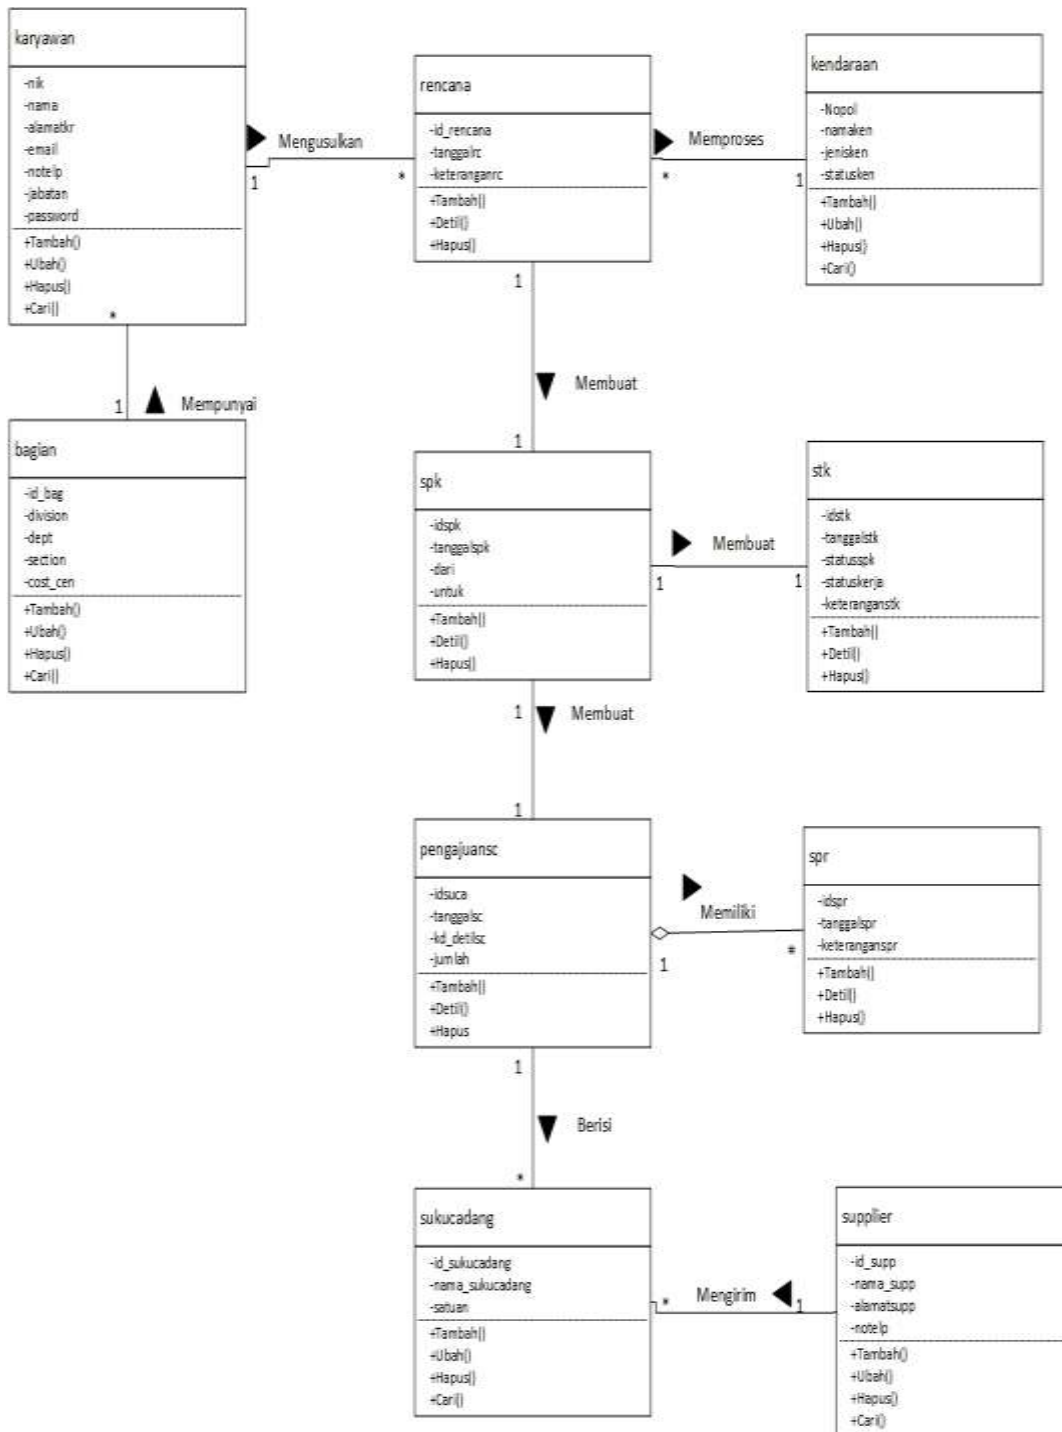 karyawan
-nik
-nama
-alamatkr
-email
-notelp
-jabatan
-password
+Tambah()
+Ubah()
+Hapus()
+Cari()
*
1
Mengusulkan
*
rencana
-id_rencana
-tanggalrc
-keteranganrc
+Tambah()
+Detil()
+Hapus()
1
*
Memproses
1
kendaraan
-Nopol
-namaken
-jenisken
-statusken
+Tambah()
+Ubah()
+Hapus()
+Cari()
1
Mempunyai
bagian
-id_bag
-division
-dept
-section
-cost_cen
+Tambah()
+Ubah()
+Hapus()
+Cari()
Membuat
1
spk
-idspk
-tanggalspk
-dari
-untuk
+Tambah()
+Detil()
+Hapus()
1
Membuat
1
stk
-idstk
-tanggalstk
-statusspk
-statuskerja
-keteranganstk
+Tambah()
+Detil()
+Hapus()
1
Membuat
1
pengajuansc
-idsuca
-tanggalsc
-kd_detilsc
-jumlah
+Tambah()
+Detil()
+Hapus
1
Memiliki
*
spr
-idspr
-tanggalspr
-keteranganspr
+Tambah()
+Detil()
+Hapus()
1
Berisi
*
sukucadang
-id_sukucadang
-nama_sukucadang
-satuan
+Tambah()
+Ubah()
+Hapus()
+Cari()
*
Mengirim
1
supplier
-id_supp
-nama_supp
-alamatsupp
-notelp
+Tambah()
+Ubah()
+Hapus()
+Cari()